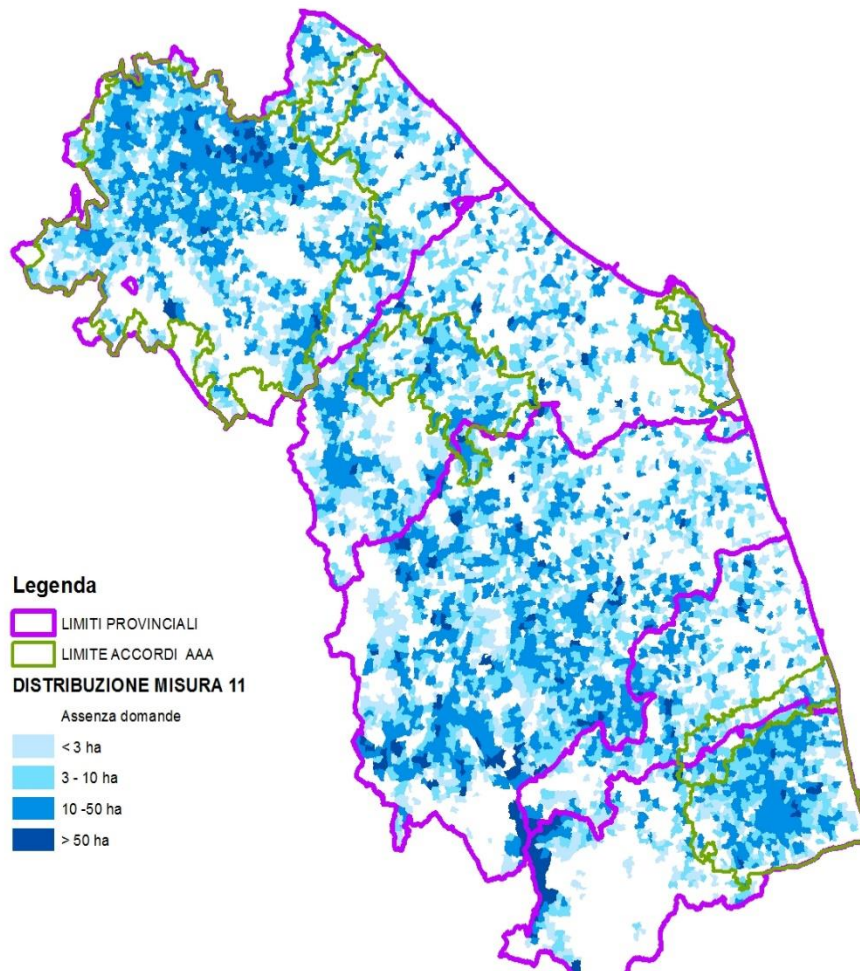 Legenda
LIMITI PROVINCIALI
LIMITE ACCORDI AAA
DISTRIBUZIONE MISURA 11
Assenza domande
< 3 ha
3 - 10 ha
10 -50 ha
> 50 ha